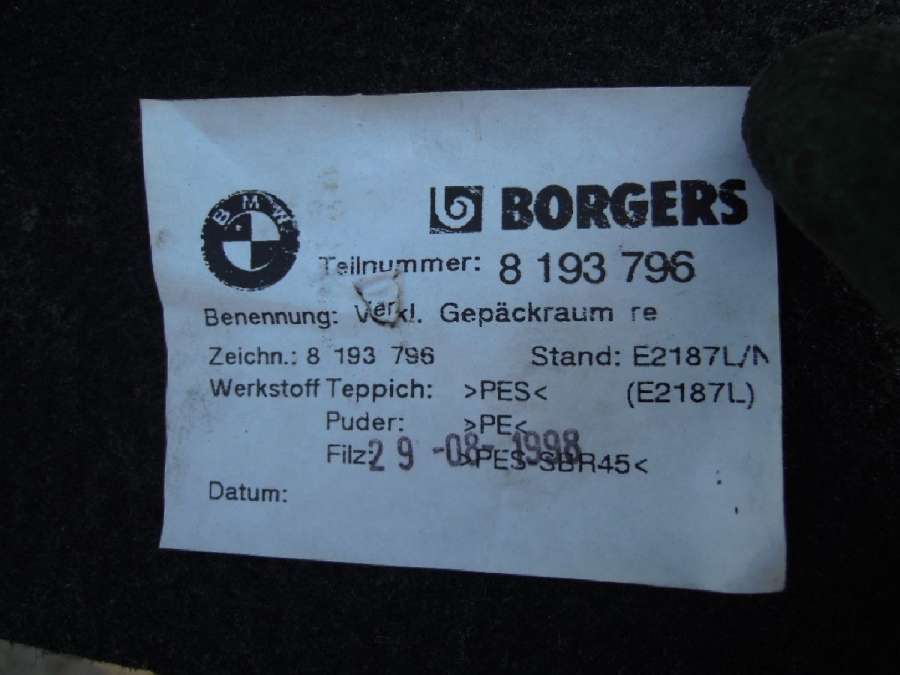 BMW
BORGERS
Teilnummer: 8 193 796
Benennung: Verkl. Gepäckraum re
Zeichn.: 8 193 796 Stand: E2187L/N
Werkstoff Teppich: >PES< (E2187L)
Puder: >PE<
Filz: >PES-SBR45<
29-08-1998
Datum: